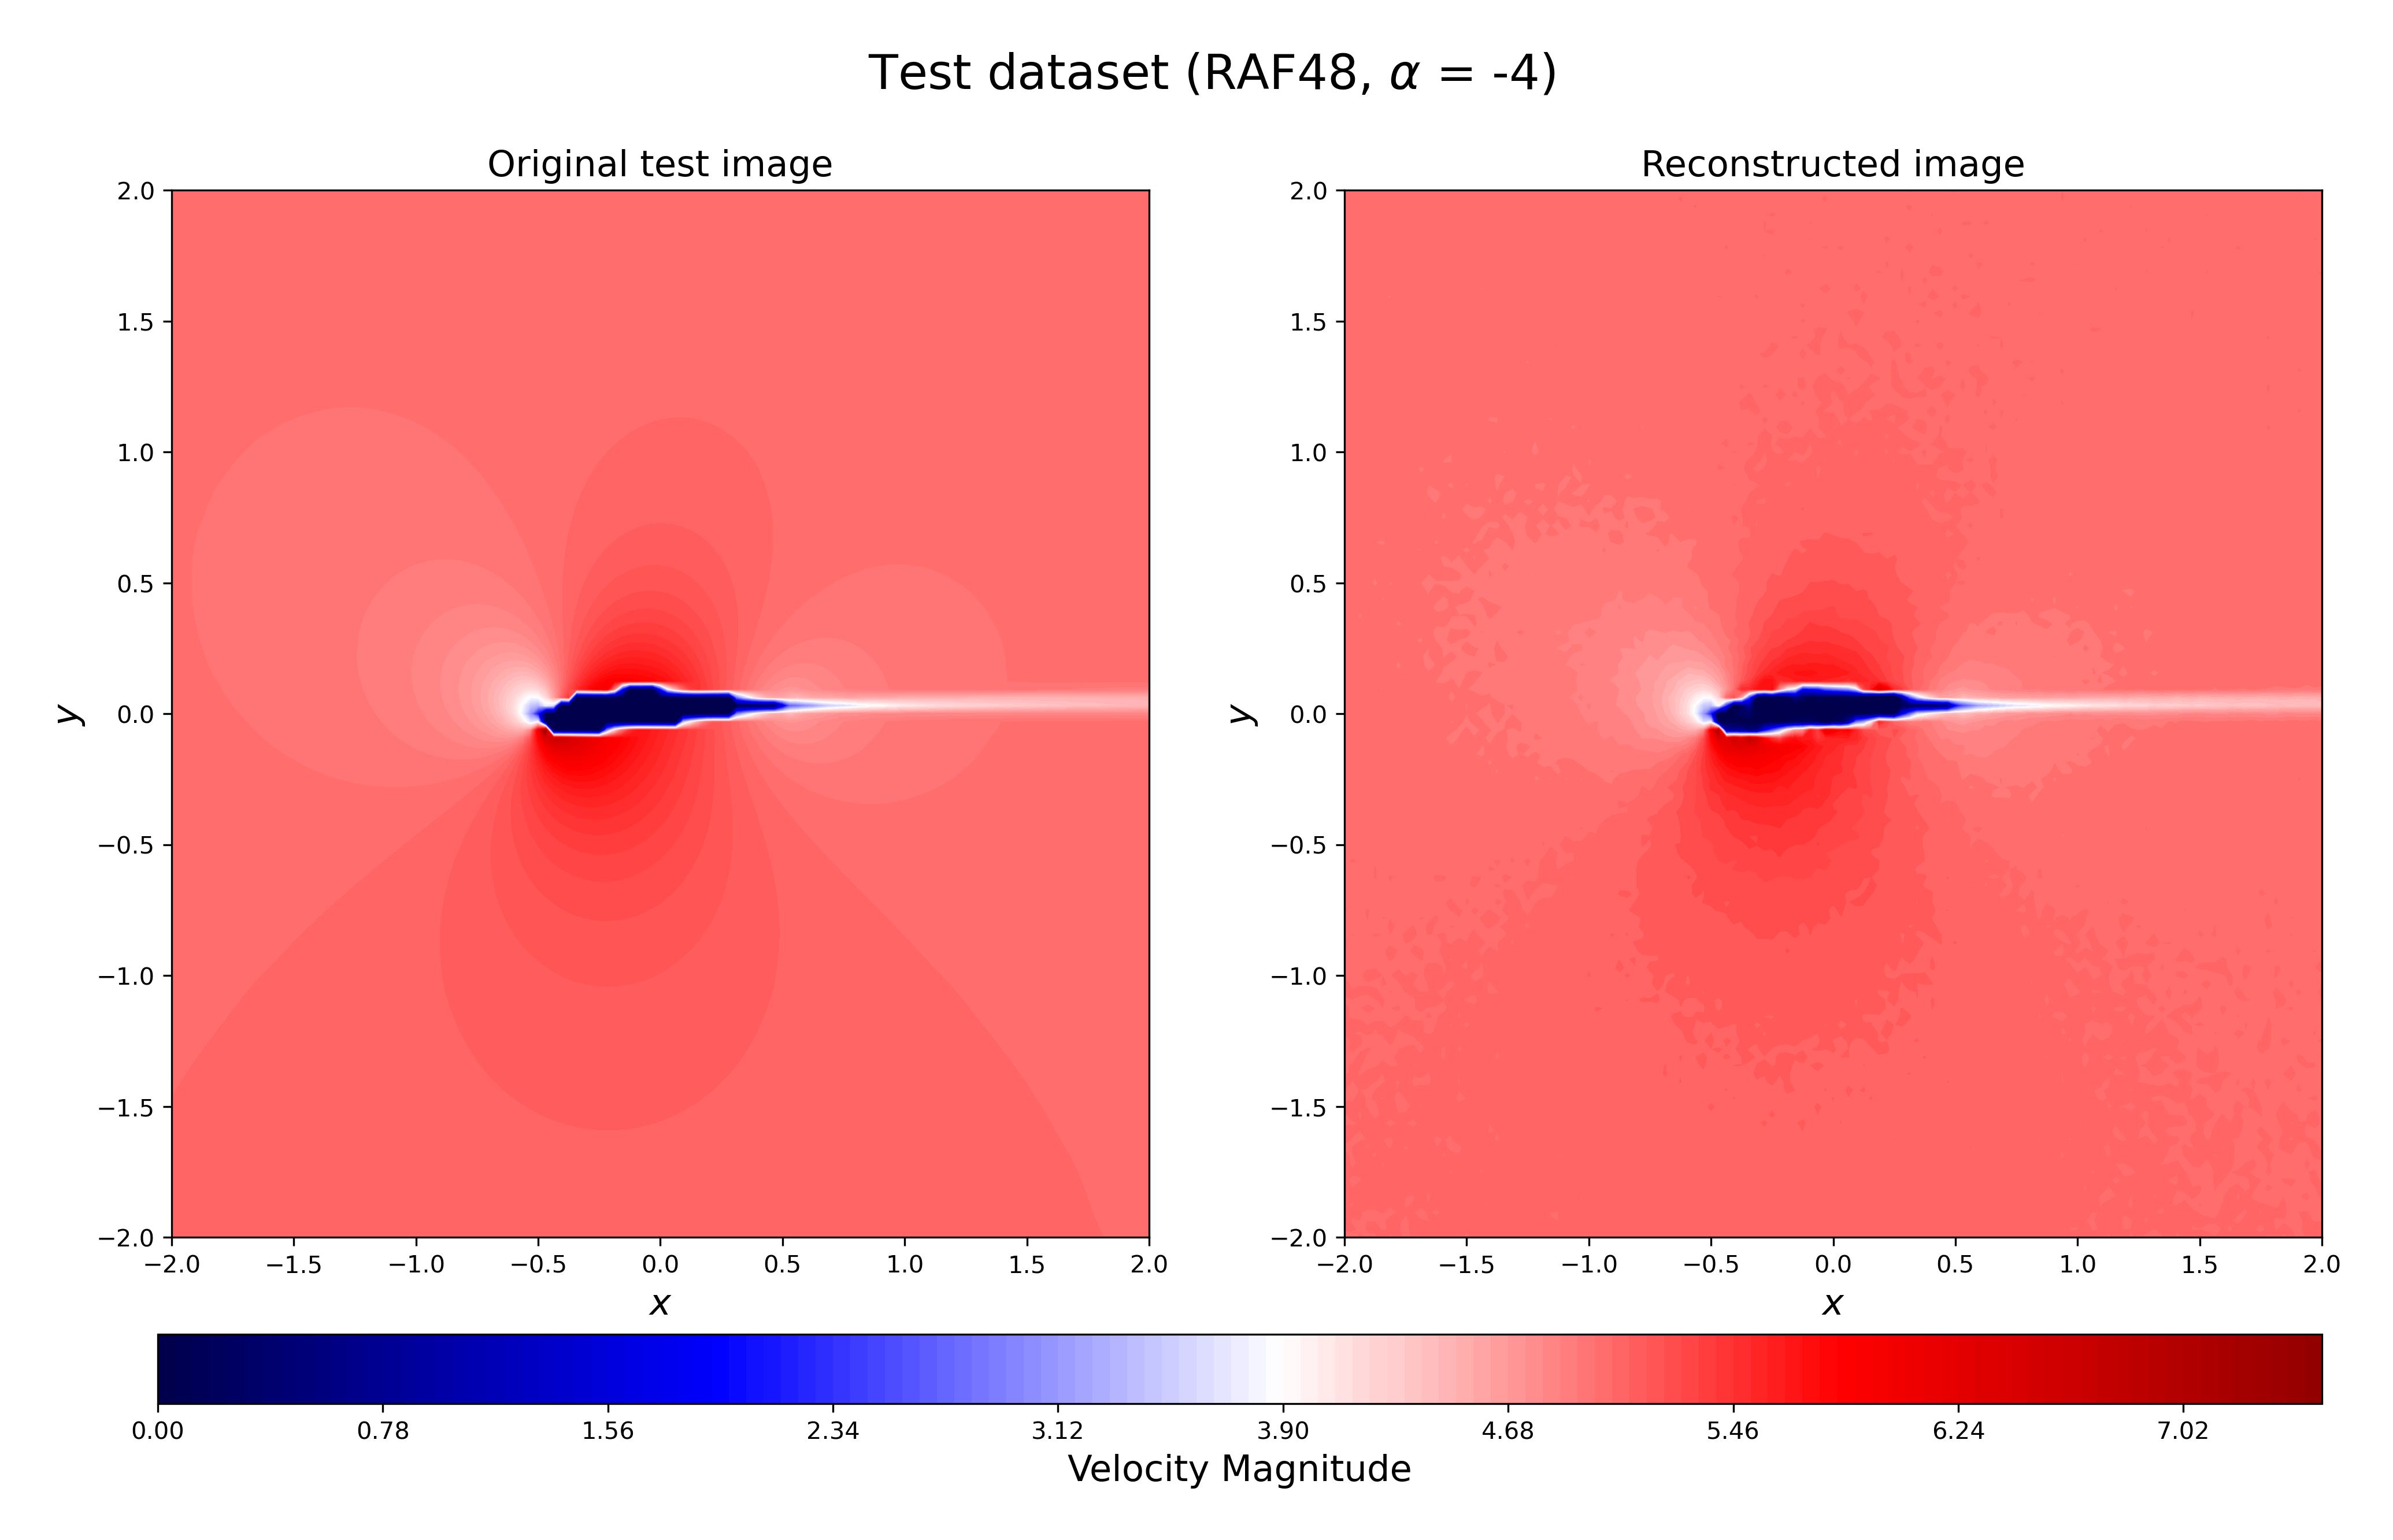 Test dataset (RAF48, α = -4)
Original test image
Reconstructed image
2.0
1.5
1.0
0.5
0.0
−0.5
−1.0
−1.5
−2.0
y
−2.0 −1.5 −1.0 −0.5 0.0 0.5 1.0 1.5 2.0
x
2.0
1.5
1.0
0.5
0.0
−0.5
−1.0
−1.5
−2.0
y
−2.0 −1.5 −1.0 −0.5 0.0 0.5 1.0 1.5 2.0
x
0.00 0.78 1.56 2.34 3.12 3.90 4.68 5.46 6.24 7.02
Velocity Magnitude